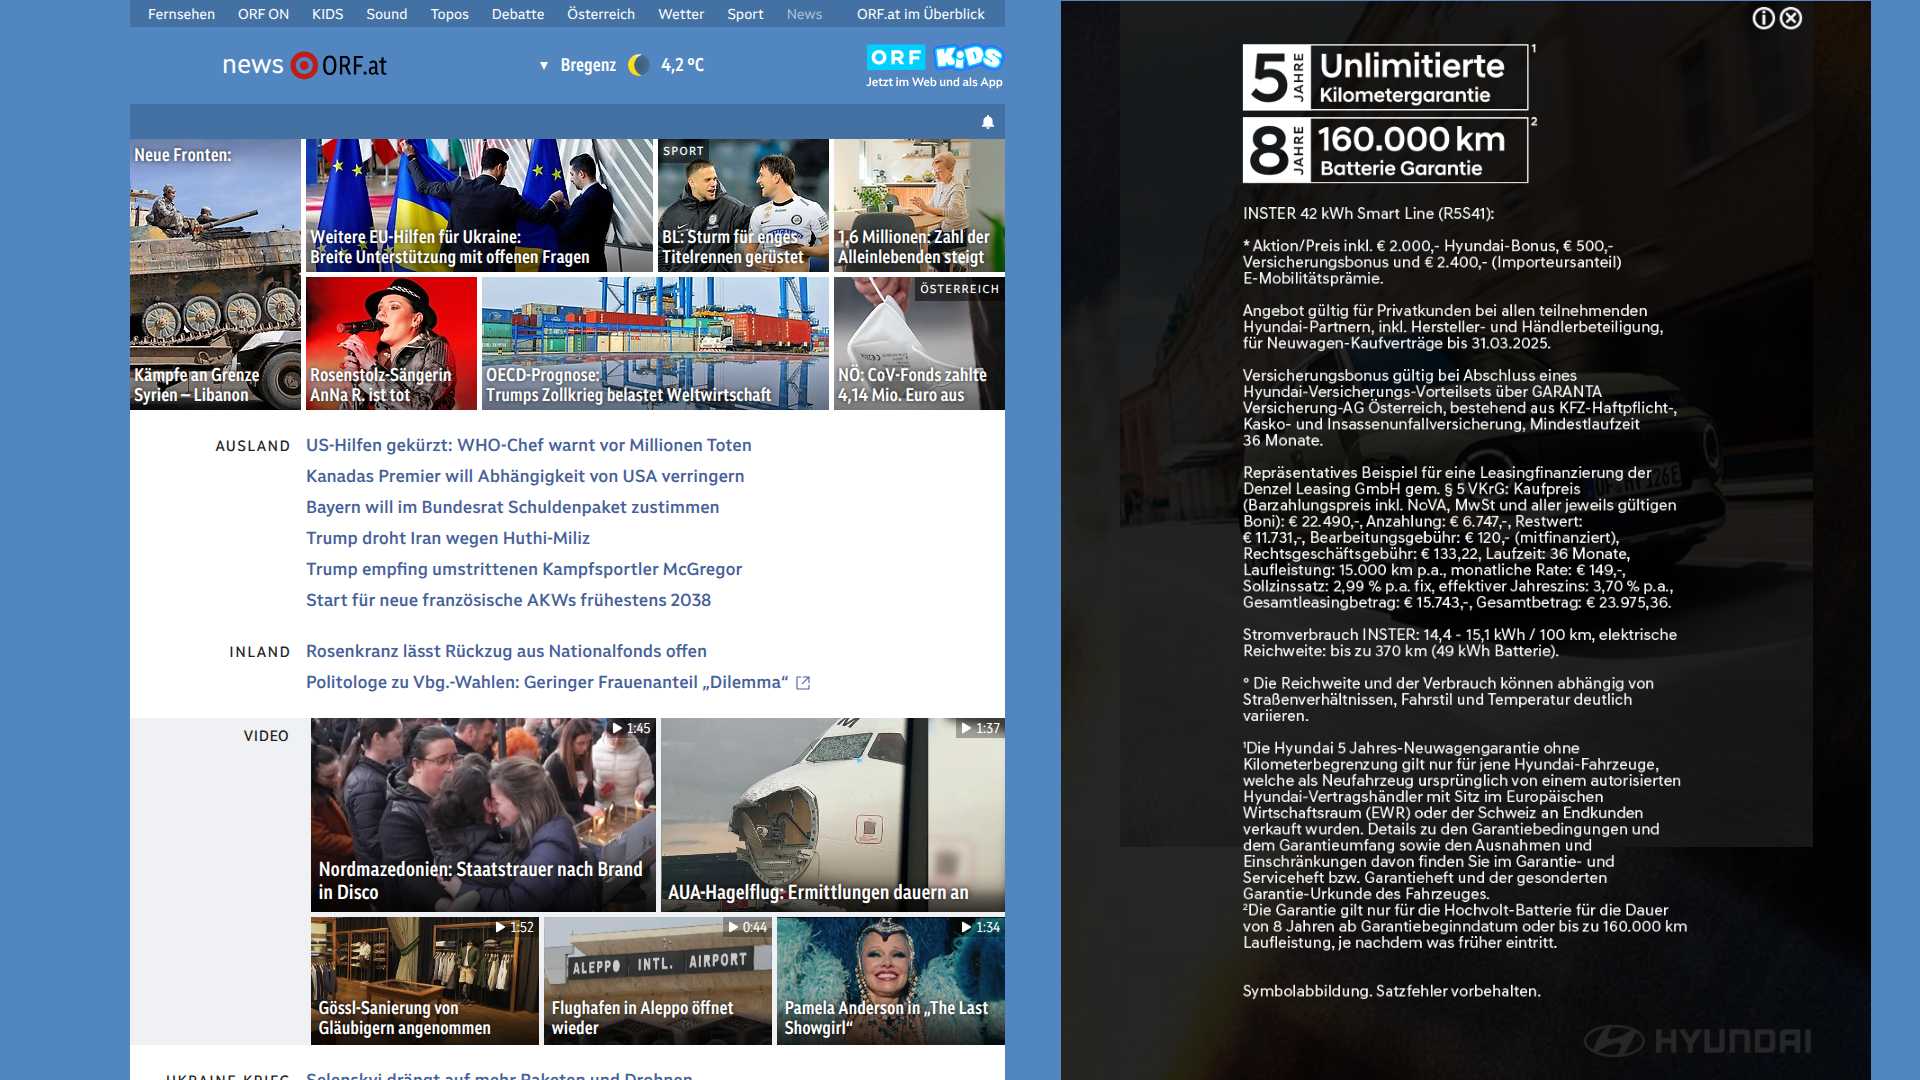 Fernsehen ORF ON KIDS Sound Topos Debatte Österreich Wetter Sport News ORF.at im Überblick
news ORF.at
Bregenz 4,2 °C
ORF KiDS
Jetzt im Web und als App
Neue Fronten:
Kämpfe an Grenze
Syrien – Libanon
Weitere EU-Hilfen für Ukraine:
Breite Unterstützung mit offenen Fragen
SPORT
BL: Sturm für enges
Titelrennen gerüstet
1,6 Millionen: Zahl der
Alleinlebenden steigt
Rosenstolz-Sängerin
AnNa R. ist tot
OECD-Prognose:
Trumps Zollkrieg belastet Weltwirtschaft
ÖSTERREICH
NÖ: CoV-Fonds zahlte
4,14 Mio. Euro aus
AUSLAND
US-Hilfen gekürzt: WHO-Chef warnt vor Millionen Toten
Kanadas Premier will Abhängigkeit von USA verringern
Bayern will im Bundesrat Schuldenpaket zustimmen
Trump droht Iran wegen Huthi-Miliz
Trump empfing umstrittenen Kampfsportler McGregor
Start für neue französische AKWs frühestens 2038
INLAND
Rosenkranz lässt Rückzug aus Nationalfonds offen
Politologe zu Vbg.-Wahlen: Geringer Frauenanteil „Dilemma“
VIDEO
1:45
Nordmazedonien: Staatstrauer nach Brand
in Disco
1:37
AUA-Hagelflug: Ermittlungen dauern an
1:52
Gössl-Sanierung von
Gläubigern angenommen
0:44
ALEPPO INTL. AIRPORT
Flughafen in Aleppo öffnet
wieder
1:34
Pamela Anderson in „The Last
Showgirl“
UKRAINE-KRIEG
Selenskyj drängt auf mehr Raketen und Drohnen
5 JAHRE
Unlimitierte
Kilometergarantie
1
8 JAHRE
160.000 km
Batterie Garantie
2
INSTER 42 kWh Smart Line (R5S41):
* Aktion/Preis inkl. € 2.000,- Hyundai-Bonus, € 500,-
Versicherungsbonus und € 2.400,- (Importeursanteil)
E-Mobilitätsprämie.
Angebot gültig für Privatkunden bei allen teilnehmenden
Hyundai-Partnern, inkl. Hersteller- und Händlerbeteiligung,
für Neuwagen-Kaufverträge bis 31.03.2025.
Versicherungsbonus gültig bei Abschluss eines
Hyundai-Versicherungs-Vorteilsets über GARANTA
Versicherung-AG Österreich, bestehend aus KFZ-Haftpflicht-,
Kasko- und Insassenunfallversicherung, Mindestlaufzeit
36 Monate.
Repräsentatives Beispiel für eine Leasingfinanzierung der
Denzel Leasing GmbH gem. § 5 VKrG: Kaufpreis
(Barzahlungspreis inkl. NoVA, MwSt und aller jeweils gültigen
Boni): € 22.490,-, Anzahlung: € 6.747,-, Restwert:
€ 11.731,-, Bearbeitungsgebühr: € 120,- (mitfinanziert),
Rechtsgeschäftsgebühr: € 133,22, Laufzeit: 36 Monate,
Laufleistung: 15.000 km p.a., monatliche Rate: € 149,-,
Sollzinssatz: 2,99 % p.a. fix, effektiver Jahreszins: 3,70 % p.a.,
Gesamtleasingbetrag: € 15.743,-, Gesamtbetrag: € 23.975,36.
Stromverbrauch INSTER: 14,4 - 15,1 kWh / 100 km, elektrische
Reichweite: bis zu 370 km (49 kWh Batterie).
° Die Reichweite und der Verbrauch können abhängig von
Straßenverhältnissen, Fahrstil und Temperatur deutlich
variieren.
¹Die Hyundai 5 Jahres-Neuwagengarantie ohne
Kilometerbegrenzung gilt nur für jene Hyundai-Fahrzeuge,
welche als Neufahrzeug ursprünglich von einem autorisierten
Hyundai-Vertragshändler mit Sitz im Europäischen
Wirtschaftsraum (EWR) oder der Schweiz an Endkunden
verkauft wurden. Details zu den Garantiebedingungen und
dem Garantieumfang sowie den Ausnahmen und
Einschränkungen davon finden Sie im Garantie- und
Serviceheft bzw. Garantieheft und der gesonderten
Garantie-Urkunde des Fahrzeuges.
²Die Garantie gilt nur für die Hochvolt-Batterie für die Dauer
von 8 Jahren ab Garantiebeginndatum oder bis zu 160.000 km
Laufleistung, je nachdem was früher eintritt.
Symbolabbildung. Satzfehler vorbehalten.
HYUNDAI